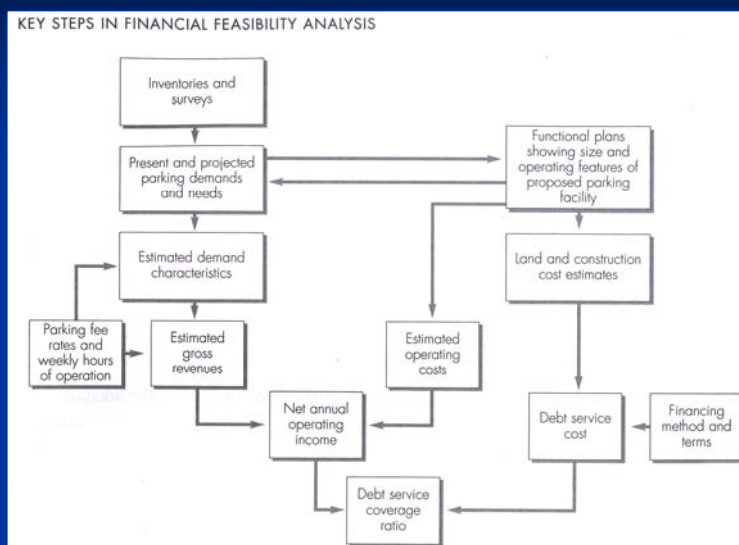 KEY STEPS IN FINANCIAL FEASIBILITY ANALYSIS
Inventories and
surveys
Present and projected
parking demands
and needs
Functional plans
showing size and
operating features of
proposed parking
facility
Estimated demand
characteristics
Land and construction
cost estimates
Parking fee
rates and
weekly hours
of operation
Estimated
gross
revenues
Estimated
operating
costs
Net annual
operating
income
Debt service
cost
Financing
method and
terms
Debt service
coverage
ratio